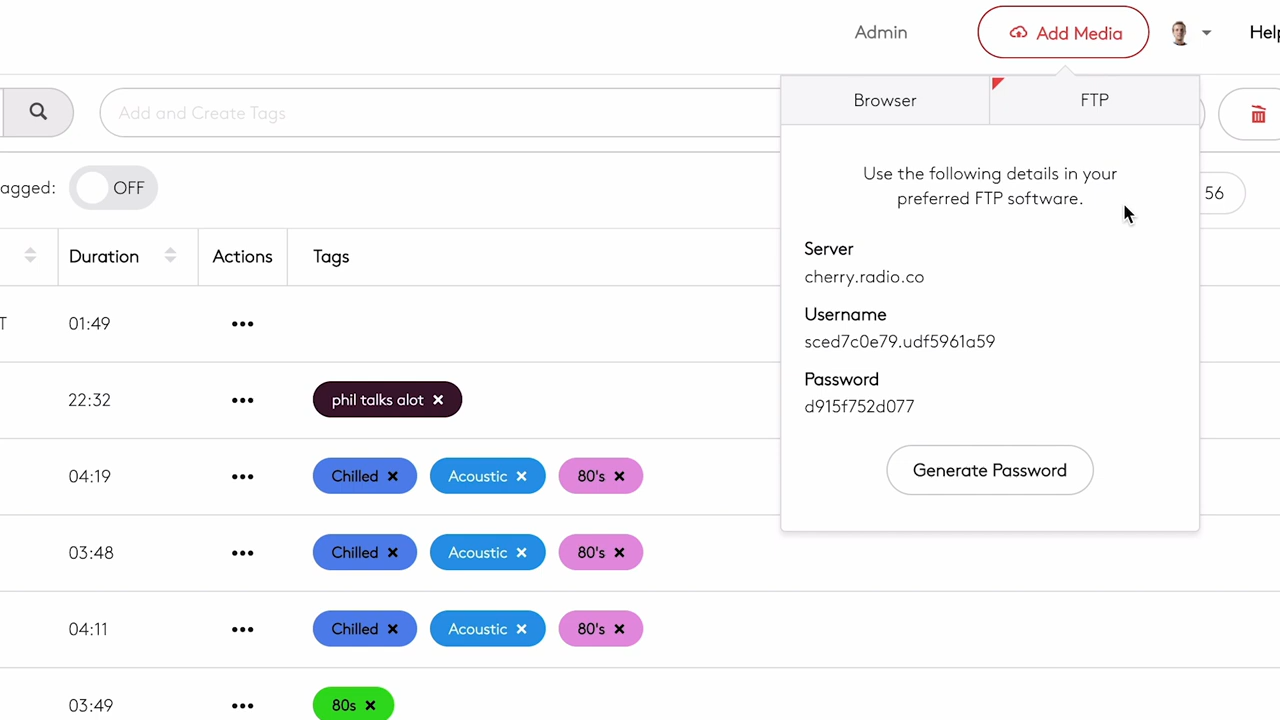 Admin
Add Media
Help
Add and Create Tags
Browser
FTP
Use the following details in your
preferred FTP software.
agged:
OFF
56
Server
cherry.radio.co
Username
sced7c0e79.udf5961a59
Password
d915f752d077
Generate Password
Duration
Actions
Tags
T
01:49
•••
22:32
•••
phil talks alot ×
04:19
•••
Chilled ×
Acoustic ×
80's ×
03:48
•••
Chilled ×
Acoustic ×
80's ×
04:11
•••
Chilled ×
Acoustic ×
80's ×
03:49
•••
80s ×